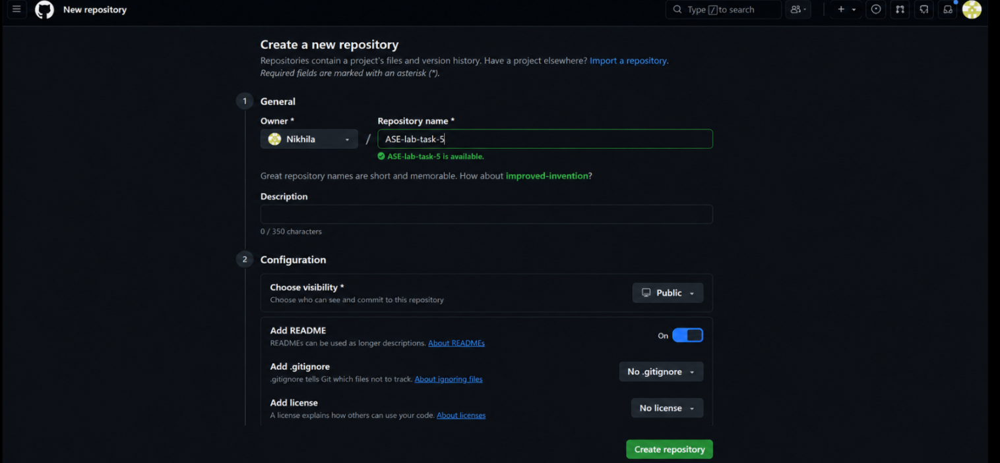 New repository
Type / to search
Create a new repository
Repositories contain a project's files and version history. Have a project elsewhere? Import a repository.
Required fields are marked with an asterisk (*).
1 General
Owner * Repository name *
Nikhila / ASE-lab-task-5
ASE-lab-task-5 is available.
Great repository names are short and memorable. How about improved-invention?
Description
0 / 350 characters
2 Configuration
Choose visibility *
Choose who can see and commit to this repository
Public
Add README
READMEs can be used as longer descriptions. About READMEs
On
Add .gitignore
.gitignore tells Git which files not to track. About ignoring files
No .gitignore
Add license
A license explains how others can use your code. About licenses
No license
Create repository